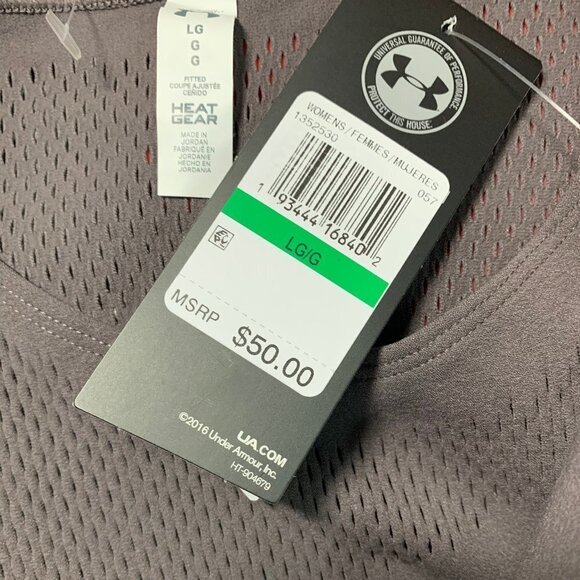 LG
G
G
FITTED
COUPE AJUSTÉE
CEÑIDO
HEAT
GEAR
MADE IN
JORDAN
FABRIQUÉ EN
JORDANIE
HECHO EN
JORDANIA
UNIVERSAL GUARANTEE OF PERFORMANCE
PROTECT THIS HOUSE.
WOMENS/FEMMES/MUJERES
1352530 057
1 93444 16840 2
LG/G
MSRP $50.00
UA.COM
©2016 Under Armour, Inc.
HT-904679